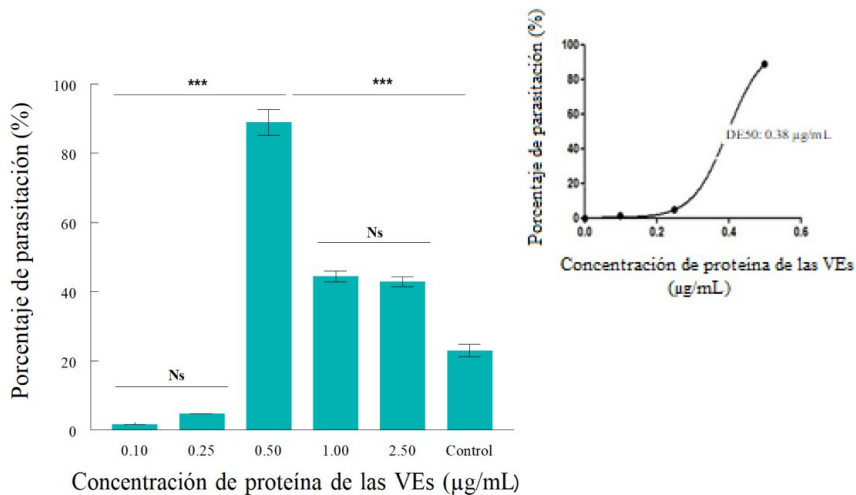 Porcentaje de parasitación (%)
100
80
60
40
20
0
***
***
Ns
Ns
0.10 0.25 0.50 1.00 2.50 Control
Concentración de proteína de las VEs (µg/mL)
Porcentaje de parasitación (%)
100
80
60
40
20
0
DE50: 0.38 µg/mL
0.0 0.2 0.4 0.6
Concentración de proteína de las VEs
(µg/mL)